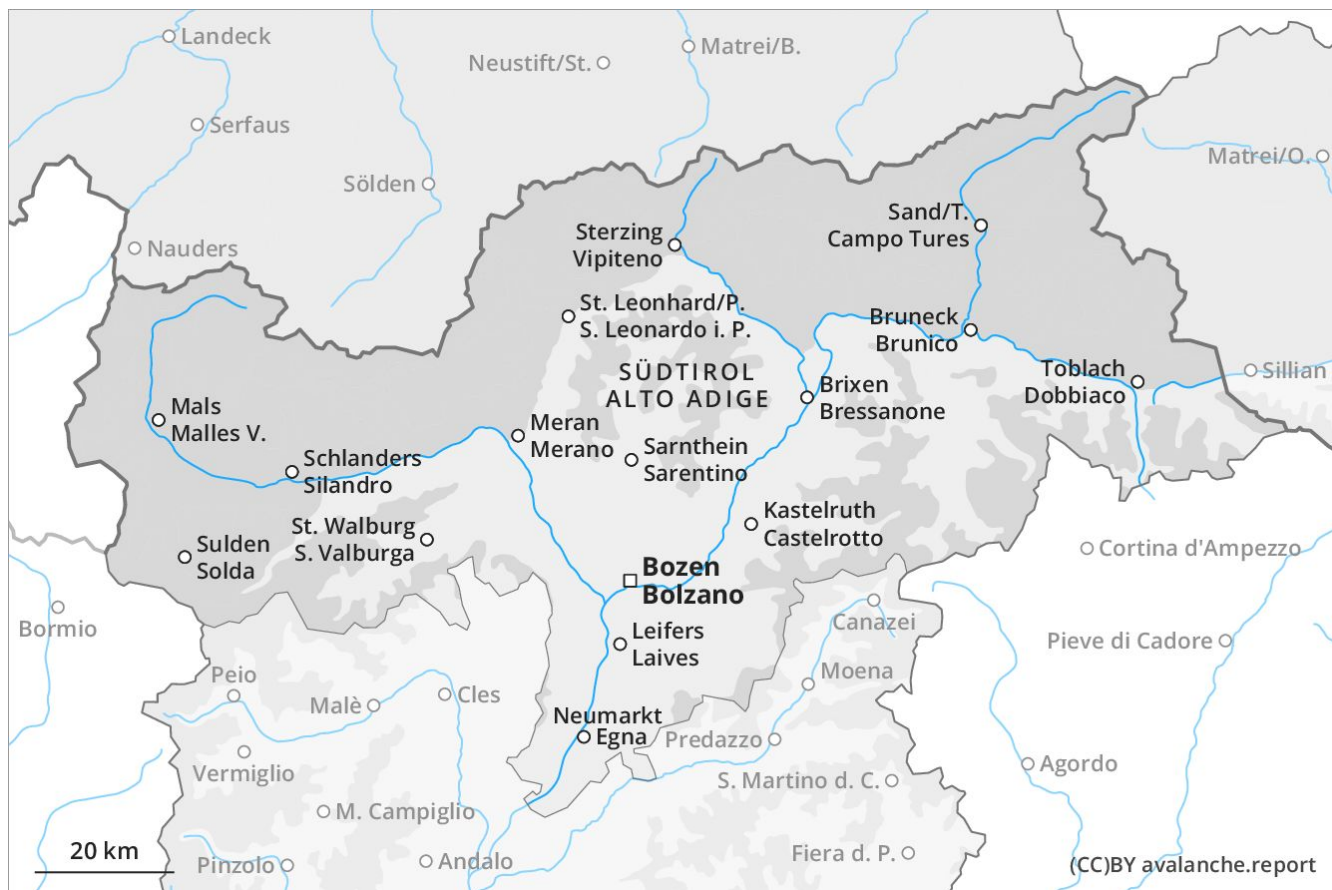 Landeck
Matrei/B.
Neustift/St.
Serfaus
Matrei/O.
Sölden
Nauders
Sand/T.
Campo Tures
Sterzing
Vipiteno
St. Leonhard/P.
S. Leonardo i. P.
Bruneck
Brunico
SÜDTIROL
ALTO ADIGE
Toblach
Dobbiaco
Sillian
Brixen
Bressanone
Mals
Malles V.
Meran
Merano
Sarnthein
Sarentino
Schlanders
Silandro
Kastelruth
Castelrotto
St. Walburg
S. Valburga
Sulden
Solda
Cortina d'Ampezzo
Bozen
Bolzano
Bormio
Canazei
Leifers
Laives
Pieve di Cadore
Peio
Moena
Malè
Cles
Neumarkt
Egna
Predazzo
Vermiglio
Agordo
S. Martino d. C.
M. Campiglio
20 km
Pinzolo
Andalo
Fiera d. P.
(CC)BY avalanche.report